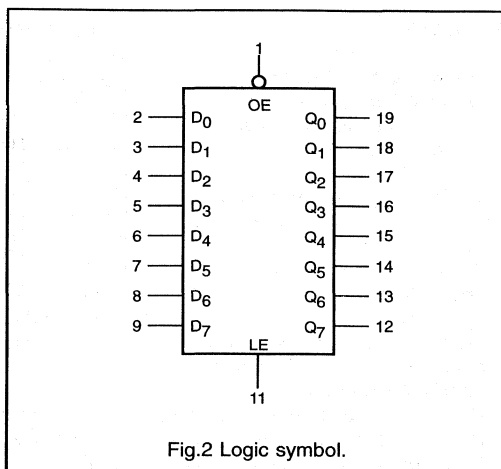 1
OE
2 D0 Q0 19
3 D1 Q1 18
4 D2 Q2 17
5 D3 Q3 16
6 D4 Q4 15
7 D5 Q5 14
8 D6 Q6 13
9 D7 Q7 12
LE
11
Fig.2 Logic symbol.